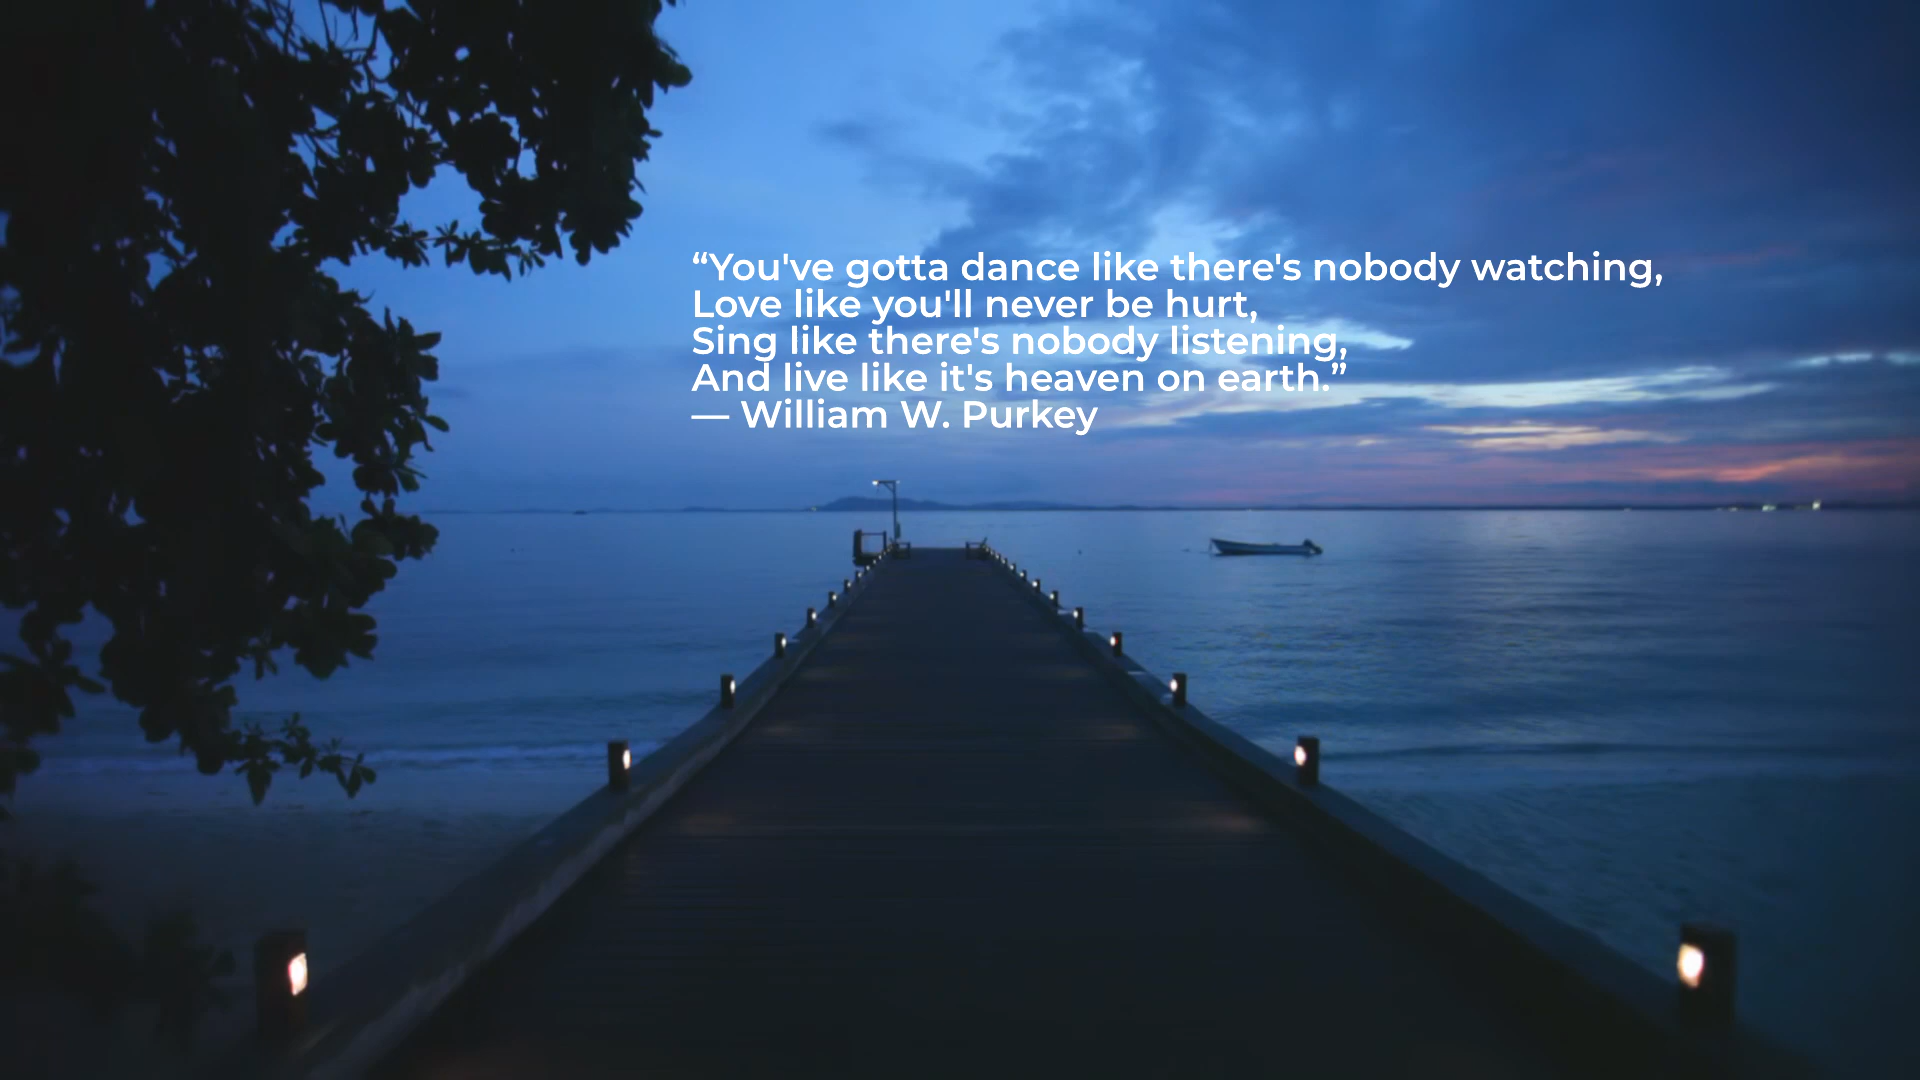 “You've gotta dance like there's nobody watching,
Love like you'll never be hurt,
Sing like there's nobody listening,
And live like it's heaven on earth.”
— William W. Purkey